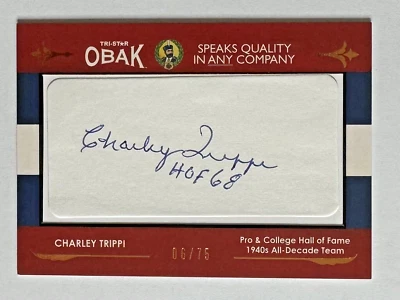 TRI★STAR
OBAK
SPEAKS QUALITY
IN ANY COMPANY
Charley Trippi
HOF 68
CHARLEY TRIPPI
06/75
Pro & College Hall of Fame
1940s All-Decade Team